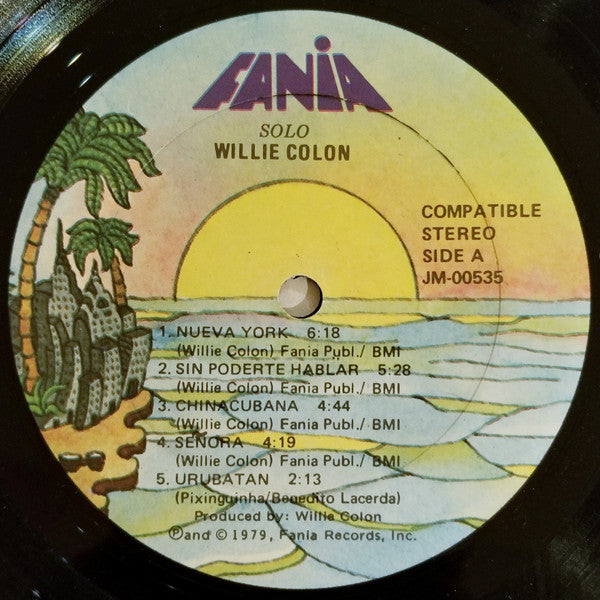 FANIA
SOLO
WILLIE COLON
COMPATIBLE
STEREO
SIDE A
JM-00535
1. NUEVA YORK 6:18
(Willie Colon) Fania Publ./ BMI
2. SIN PODERTE HABLAR 5:28
(Willie Colon) Fania Publ./ BMI
3. CHINACUBANA 4:44
(Willie Colon) Fania Publ./ BMI
4. SEÑORA 4:19
(Willie Colon) Fania Publ./ BMI
5. URUBATAN 2:13
(Pixinguinha/Benedito Lacerda)
Produced by: Willie Colon
℗and © 1979, Fania Records, Inc.